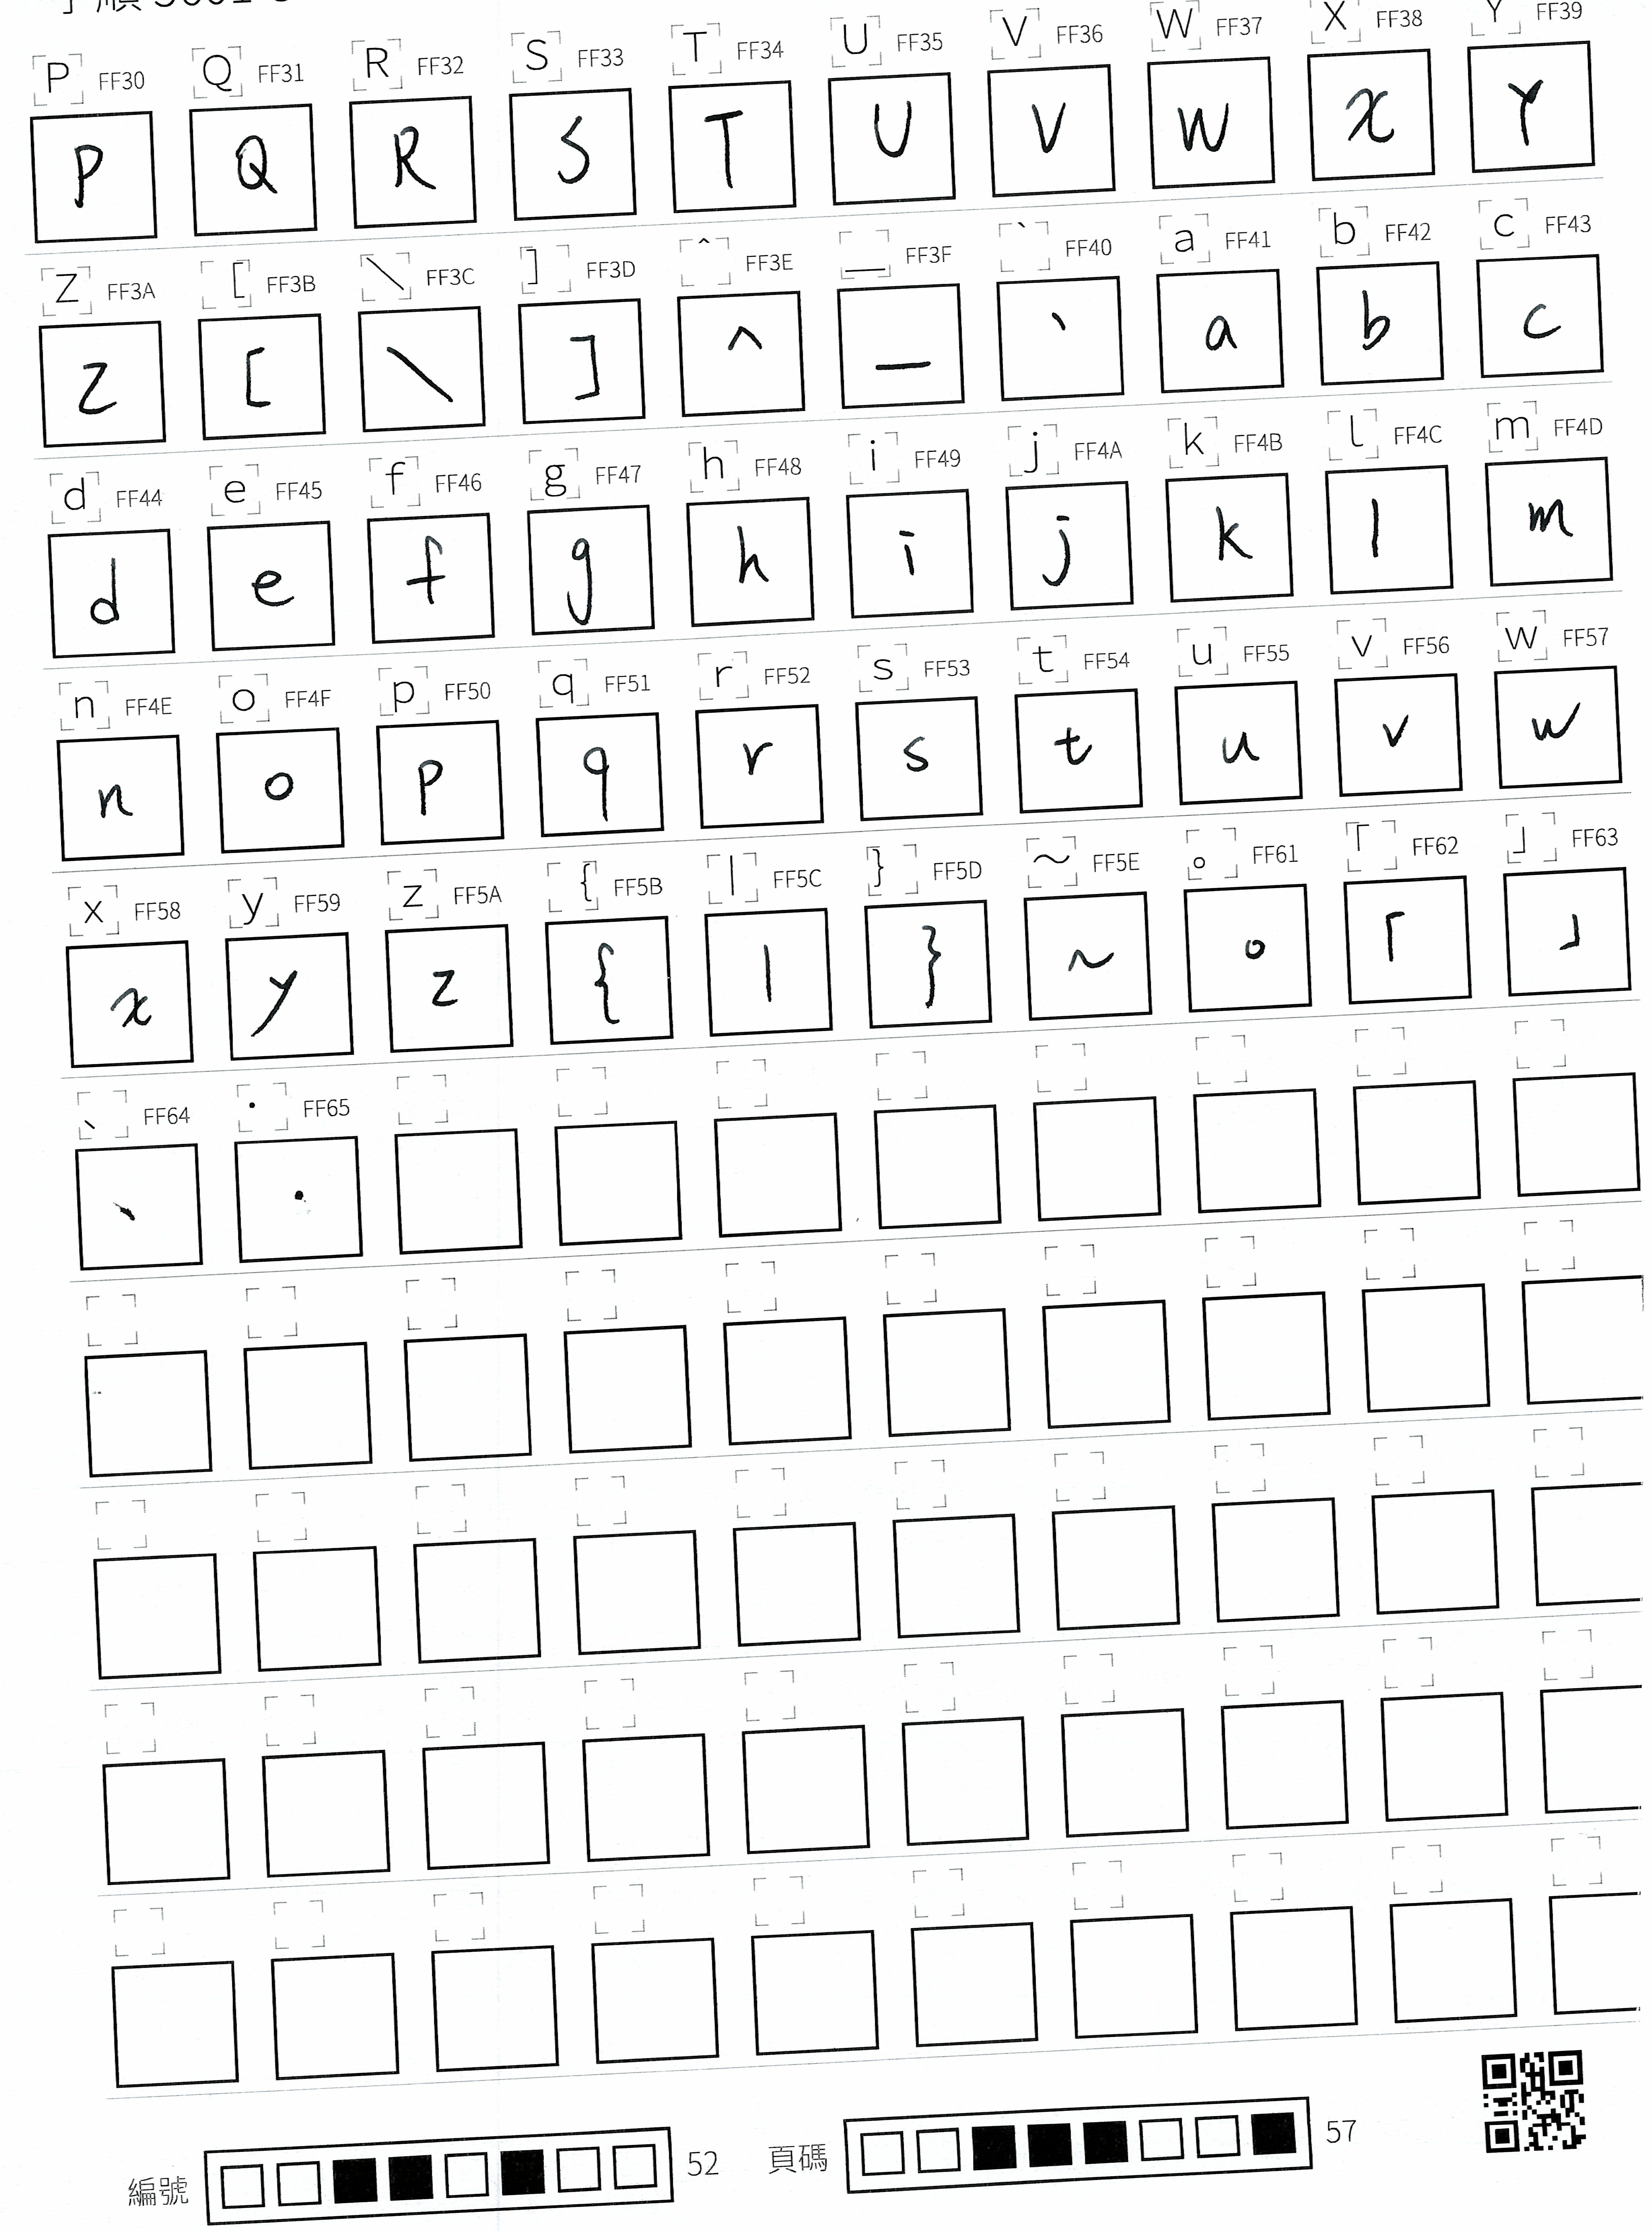 P FF30 Q FF31 R FF32 S FF33 T FF34 U FF35 V FF36 W FF37 X FF38 Y FF39
P Q R S T U V W X Y
Z FF3A [ FF3B \ FF3C ] FF3D ^ FF3E _ FF3F ` FF40 a FF41 b FF42 c FF43
Z [ \ ] ^ _ ` a b c
d FF44 e FF45 f FF46 g FF47 h FF48 i FF49 j FF4A k FF4B l FF4C m FF4D
d e f g h i j k l m
n FF4E o FF4F p FF50 q FF51 r FF52 s FF53 t FF54 u FF55 v FF56 w FF57
n o p q r s t u v w
x FF58 y FF59 z FF5A { FF5B | FF5C } FF5D ~ FF5E 。 FF61 「 FF62 」 FF63
x y z { | } ~ 。 「 」
、 FF64 ・ FF65
、 ・
編號 52 頁碼 57